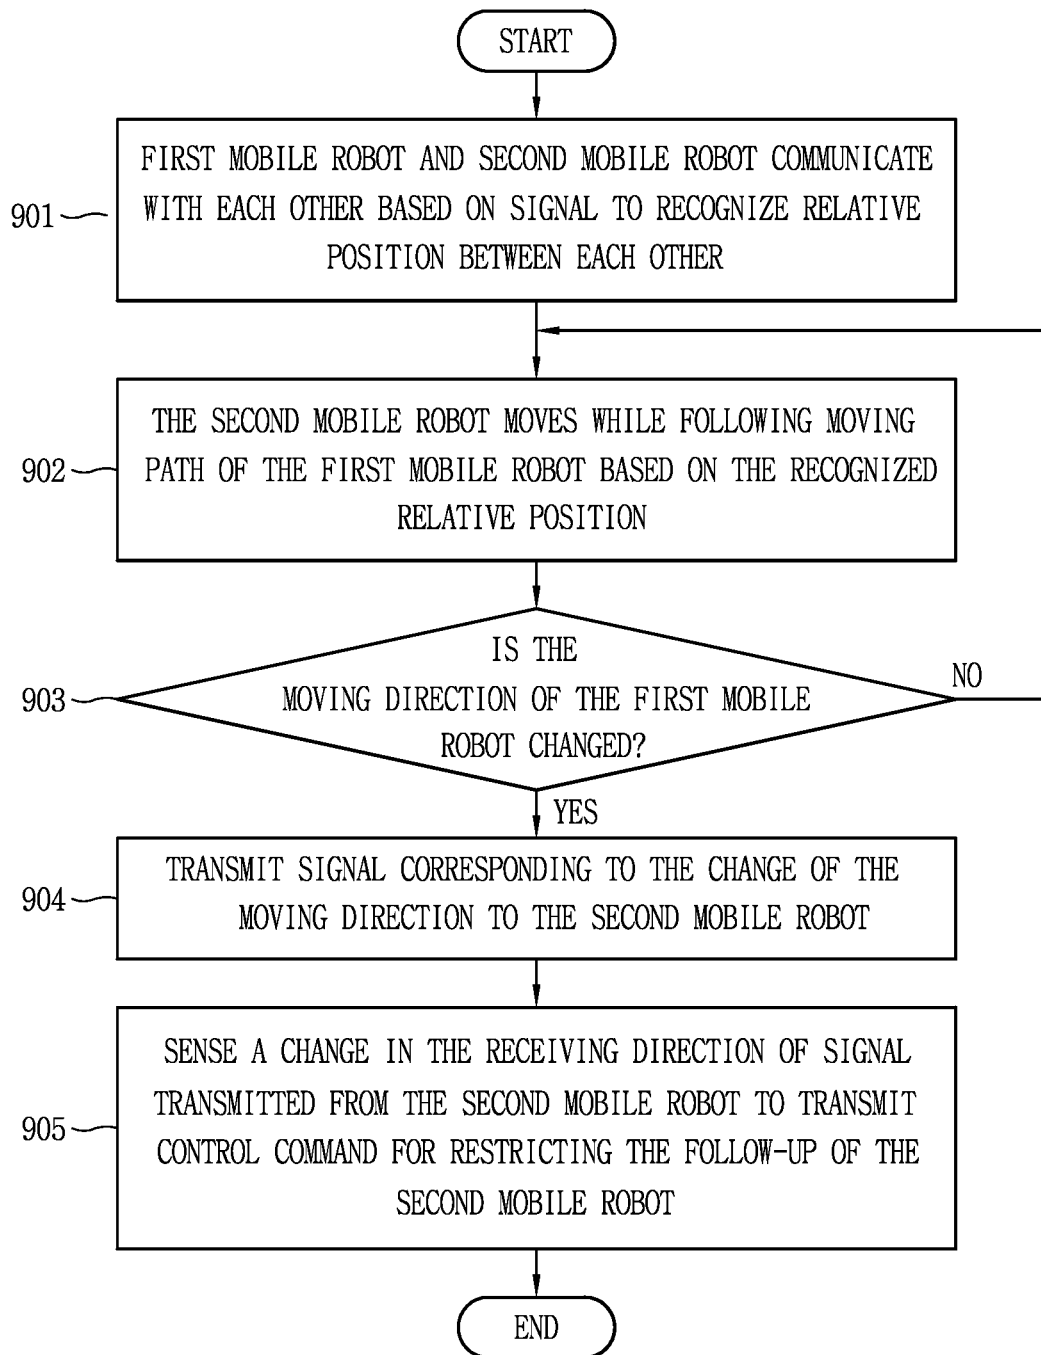 START
FIRST MOBILE ROBOT AND SECOND MOBILE ROBOT COMMUNICATE
901
WITH EACH OTHER BASED ON SIGNAL TO RECOGNIZE RELATIVE
POSITION BETWEEN EACH OTHER
THE SECOND MOBILE ROBOT MOVES WHILE FOLLOWING MOVING
902
PATH OF THE FIRST MOBILE ROBOT BASED ON THE RECOGNIZED
RELATIVE POSITION
IS THE
903
MOVING DIRECTION OF THE FIRST MOBILE
ROBOT CHANGED?
NO
YES
904
TRANSMIT SIGNAL CORRESPONDING TO THE CHANGE OF THE
MOVING DIRECTION TO THE SECOND MOBILE ROBOT
SENSE A CHANGE IN THE RECEIVING DIRECTION OF SIGNAL
TRANSMITTED FROM THE SECOND MOBILE ROBOT TO TRANSMIT
905
CONTROL COMMAND FOR RESTRICTING THE FOLLOW-UP OF THE
SECOND MOBILE ROBOT
END